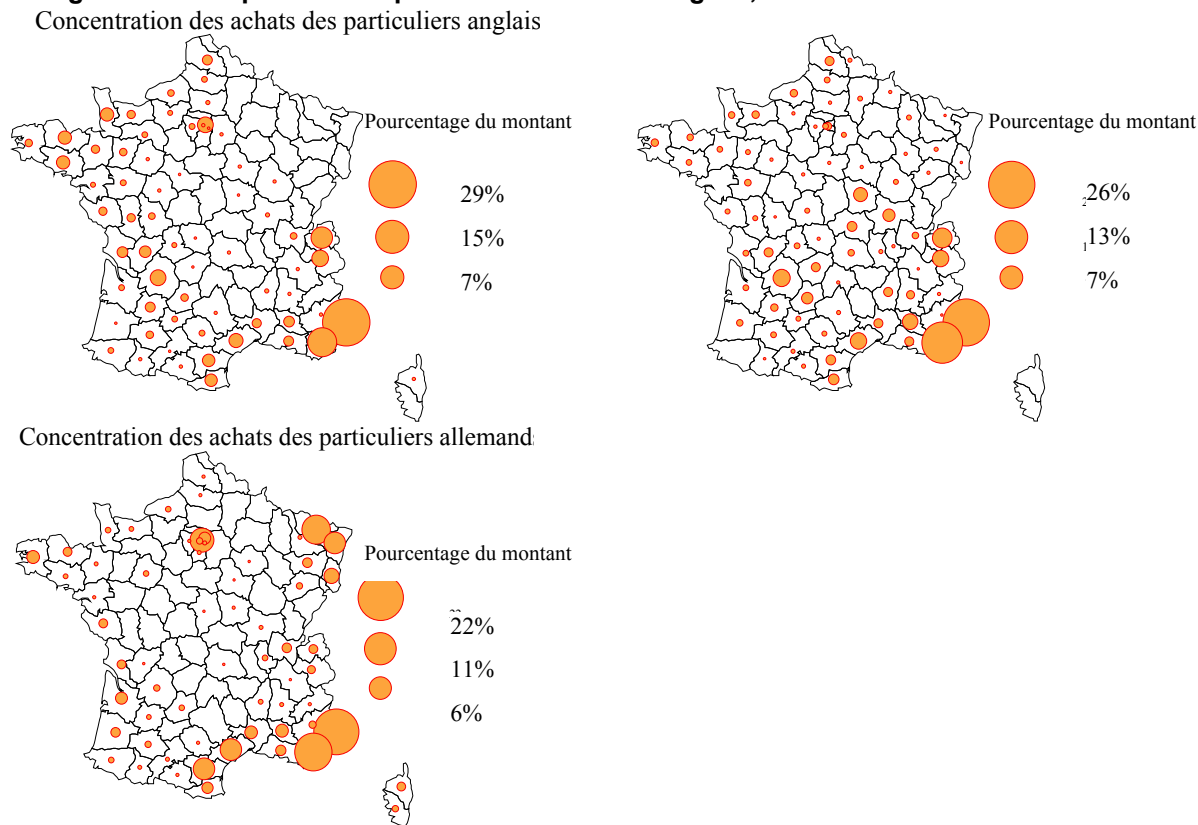 Concentration des achats des particuliers anglais
Pourcentage du montant
29%
15%
7%
Pourcentage du montant
26%
13%
7%
Concentration des achats des particuliers allemand
Pourcentage du montant
22%
11%
6%